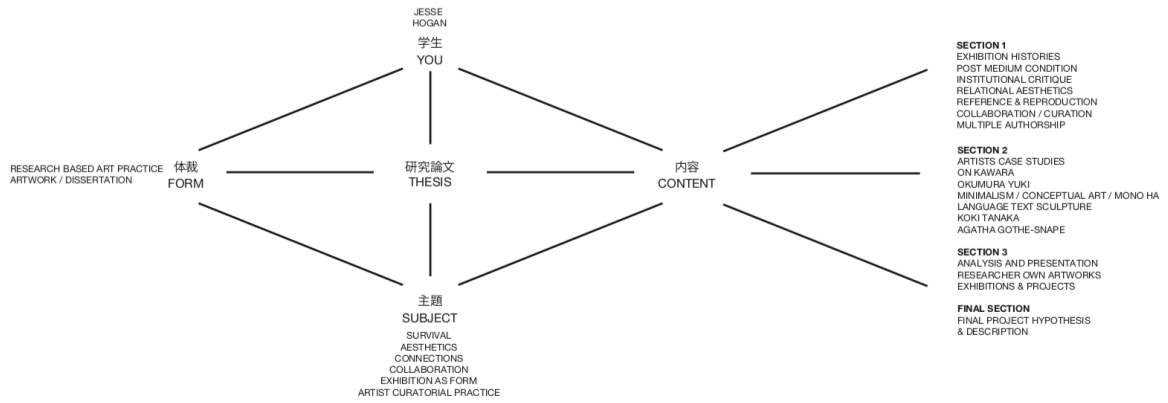 JESSE
HOGAN
学生
YOU
RESEARCH BASED ART PRACTICE
ARTWORK / DISSERTATION
体裁
FORM
研究論文
THESIS
内容
CONTENT
主題
SUBJECT
SURVIVAL
AESTHETICS
CONNECTIONS
COLLABORATION
EXHIBITION AS FORM
ARTIST CURATORIAL PRACTICE
SECTION 1
EXHIBITION HISTORIES
POST MEDIUM CONDITION
INSTITUTIONAL CRITIQUE
RELATIONAL AESTHETICS
REFERENCE & REPRODUCTION
COLLABORATION / CURATION
MULTIPLE AUTHORSHIP
SECTION 2
ARTISTS CASE STUDIES
ON KAWARA
OKUMURA YUKI
MINIMALISM / CONCEPTUAL ART / MONO HA
LANGUAGE TEXT SCULPTURE
KOKI TANAKA
AGATHA GOTHE-SNAPE
SECTION 3
ANALYSIS AND PRESENTATION
RESEARCHER OWN ARTWORKS
EXHIBITIONS & PROJECTS
FINAL SECTION
FINAL PROJECT HYPOTHESIS
& DESCRIPTION